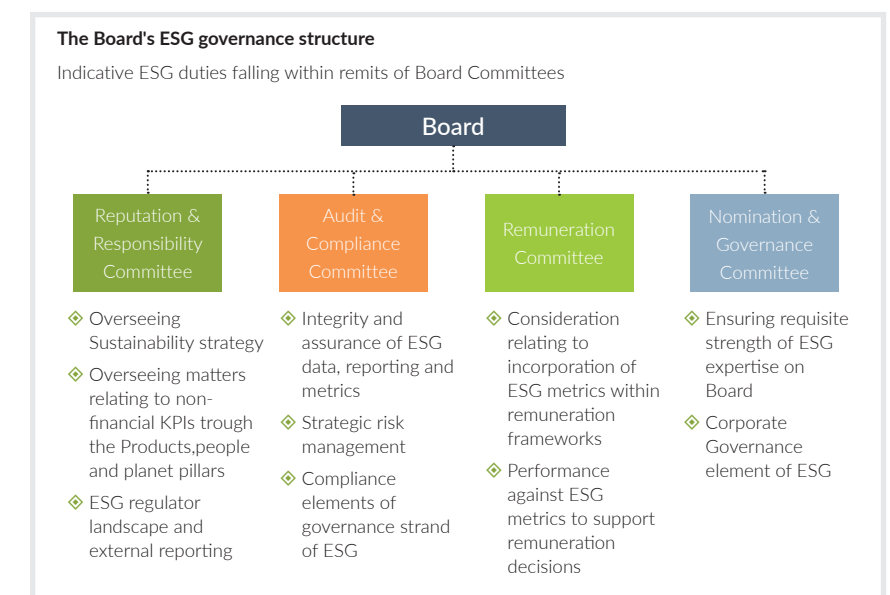 The Board's ESG governance structure
Indicative ESG duties falling within remits of Board Committees
Board
Reputation &
Responsibility
Committee
Audit &
Compliance
Committee
Remuneration
Committee
Nomination &
Governance
Committee
Overseeing
Sustainability strategy
Overseeing matters
relating to non-
financial KPIs trough
the Products,people
and planet pillars
ESG regulator
landscape and
external reporting
Integrity and
assurance of ESG
data, reporting and
metrics
Strategic risk
management
Compliance
elements of
governance strand
of ESG
Consideration
relating to
incorporation of
ESG metrics within
remuneration
frameworks
Performance
against ESG
metrics to support
remuneration
decisions
Ensuring requisite
strength of ESG
expertise on
Board
Corporate
Governance
element of ESG